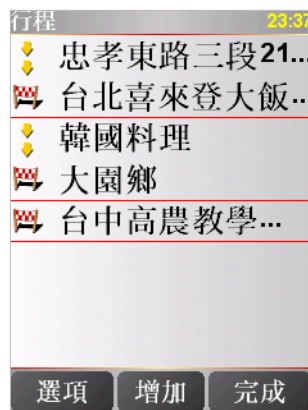 行程 23:37
忠孝東路三段21...
台北喜來登大飯...
韓國料理
大園鄉
台中高農教學...
選項 增加 完成